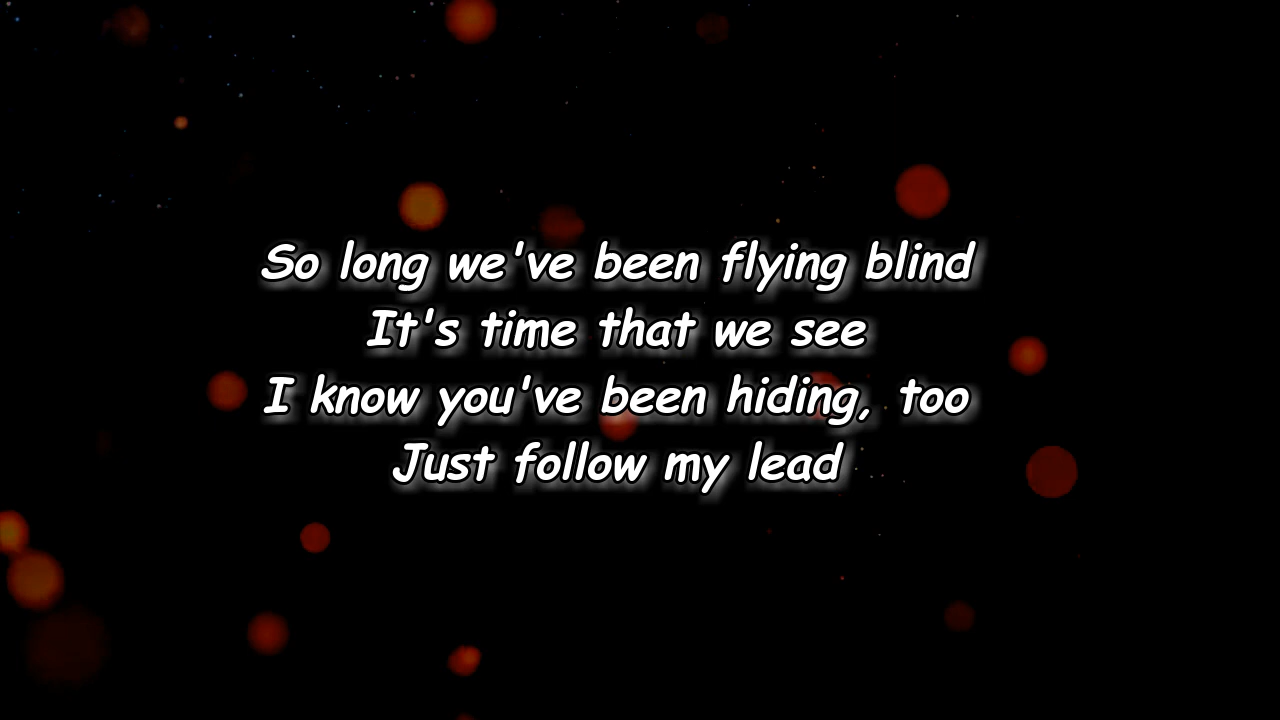 So long we've been flying blind
It's time that we see
I know you've been hiding, too
Just follow my lead